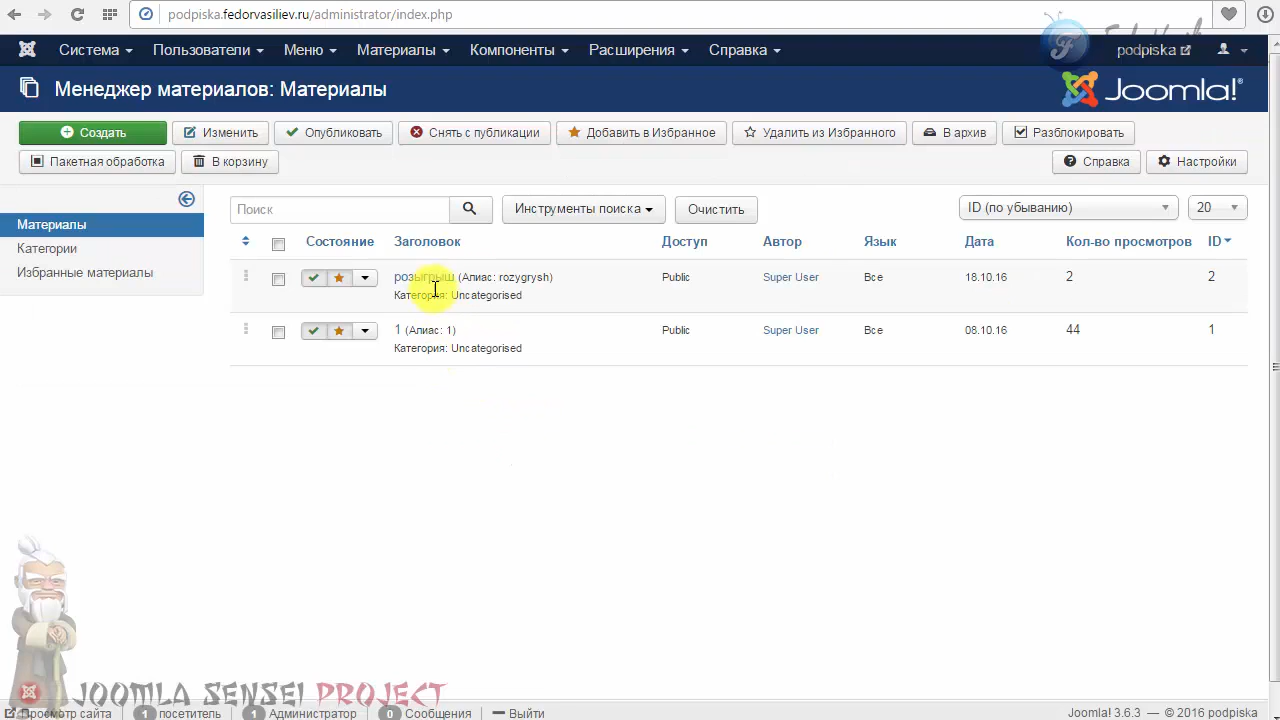 podpiska.fedorvasiliev.ru/administrator/index.php
Система Пользователи Меню Материалы Компоненты Расширения Справка podpiska
Менеджер материалов: Материалы Joomla!®
Создать Изменить Опубликовать Снять с публикации Добавить в Избранное Удалить из Избранного В архив Разблокировать
Пакетная обработка В корзину Справка Настройки
Поиск Инструменты поиска Очистить ID (по убыванию) 20
Материалы
Категории
Избранные материалы
Состояние Заголовок Доступ Автор Язык Дата Кол-во просмотров ID
розыгрыш (Алиас: rozygrysh) Public Super User Все 18.10.16 2 2
Категория: Uncategorised
1 (Алиас: 1) Public Super User Все 08.10.16 44 1
Категория: Uncategorised
JOOMLA SENSEI PROJECT
Просмотр сайта 1 посетитель 1 Администратор 0 Сообщения Выйти Joomla! 3.6.3 — © 2016 podpiska